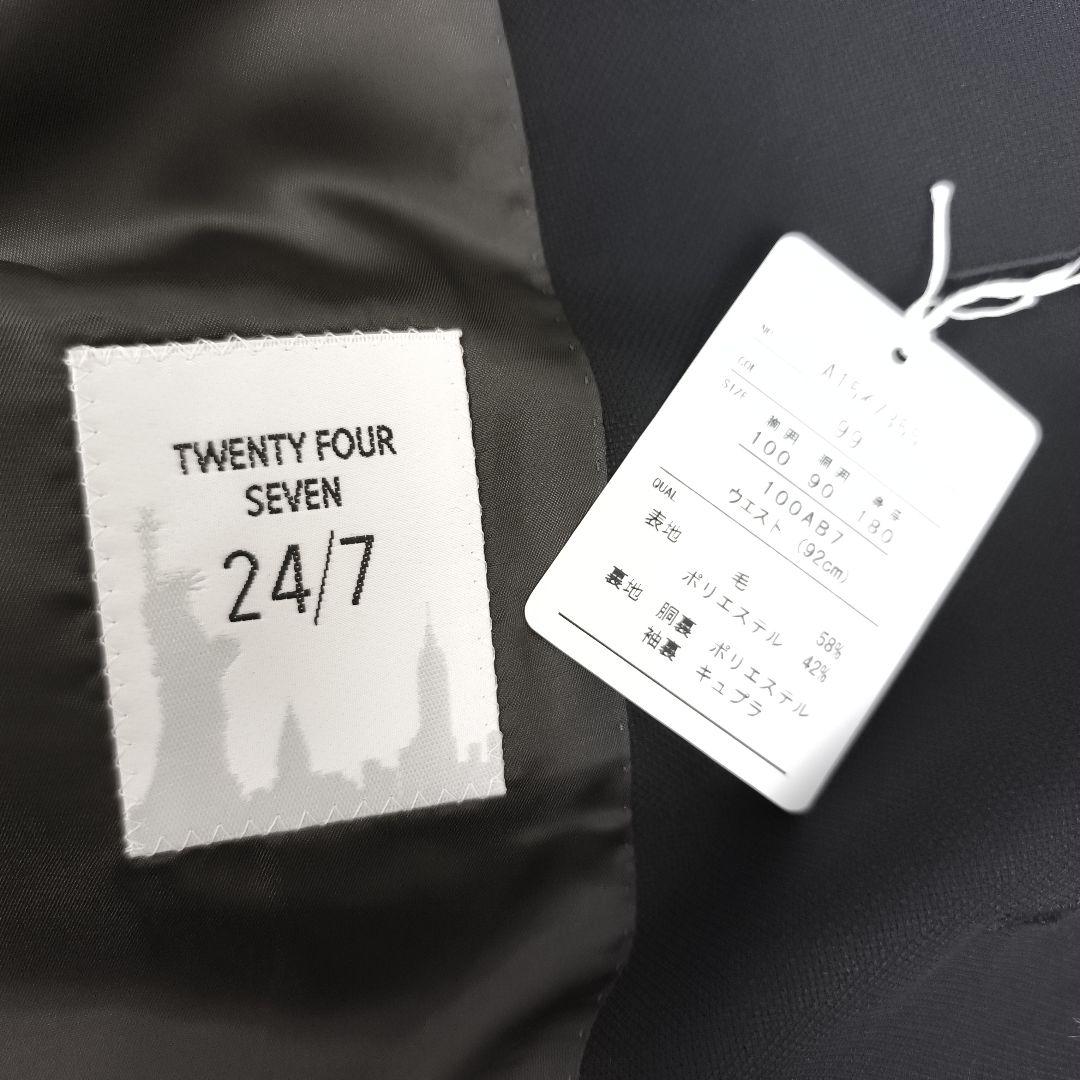 TWENTY FOUR
SEVEN
24/7
NO
COL
99
SIZE
胸囲 胴囲 身長
100 90 180
100AB7
ウエスト (92cm)
QUAL
表地
毛 58%
ポリエステル 42%
裏地 胴裏 ポリエステル
袖裏 キュプラ